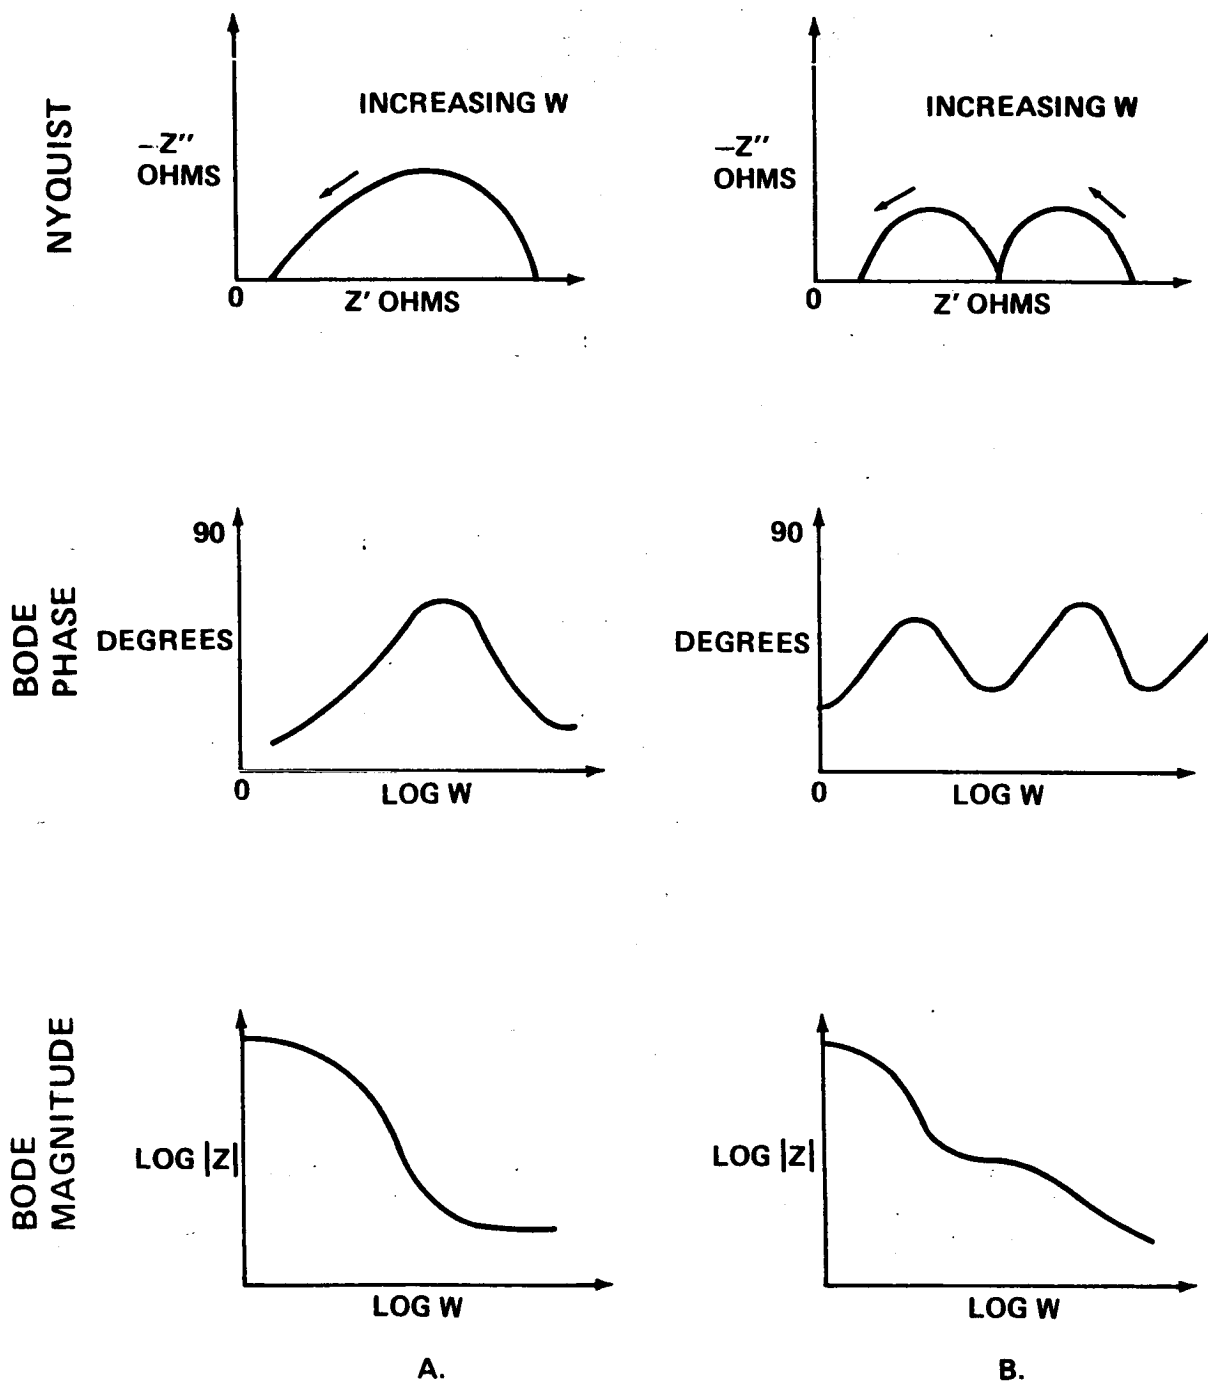 NYQUIST
–Z''
OHMS
INCREASING W
0
Z' OHMS
–Z''
OHMS
INCREASING W
0
Z' OHMS
BODE
PHASE
90
DEGREES
0
LOG W
90
DEGREES
0
LOG W
BODE
MAGNITUDE
LOG |Z|
LOG W
LOG |Z|
LOG W
A.
B.